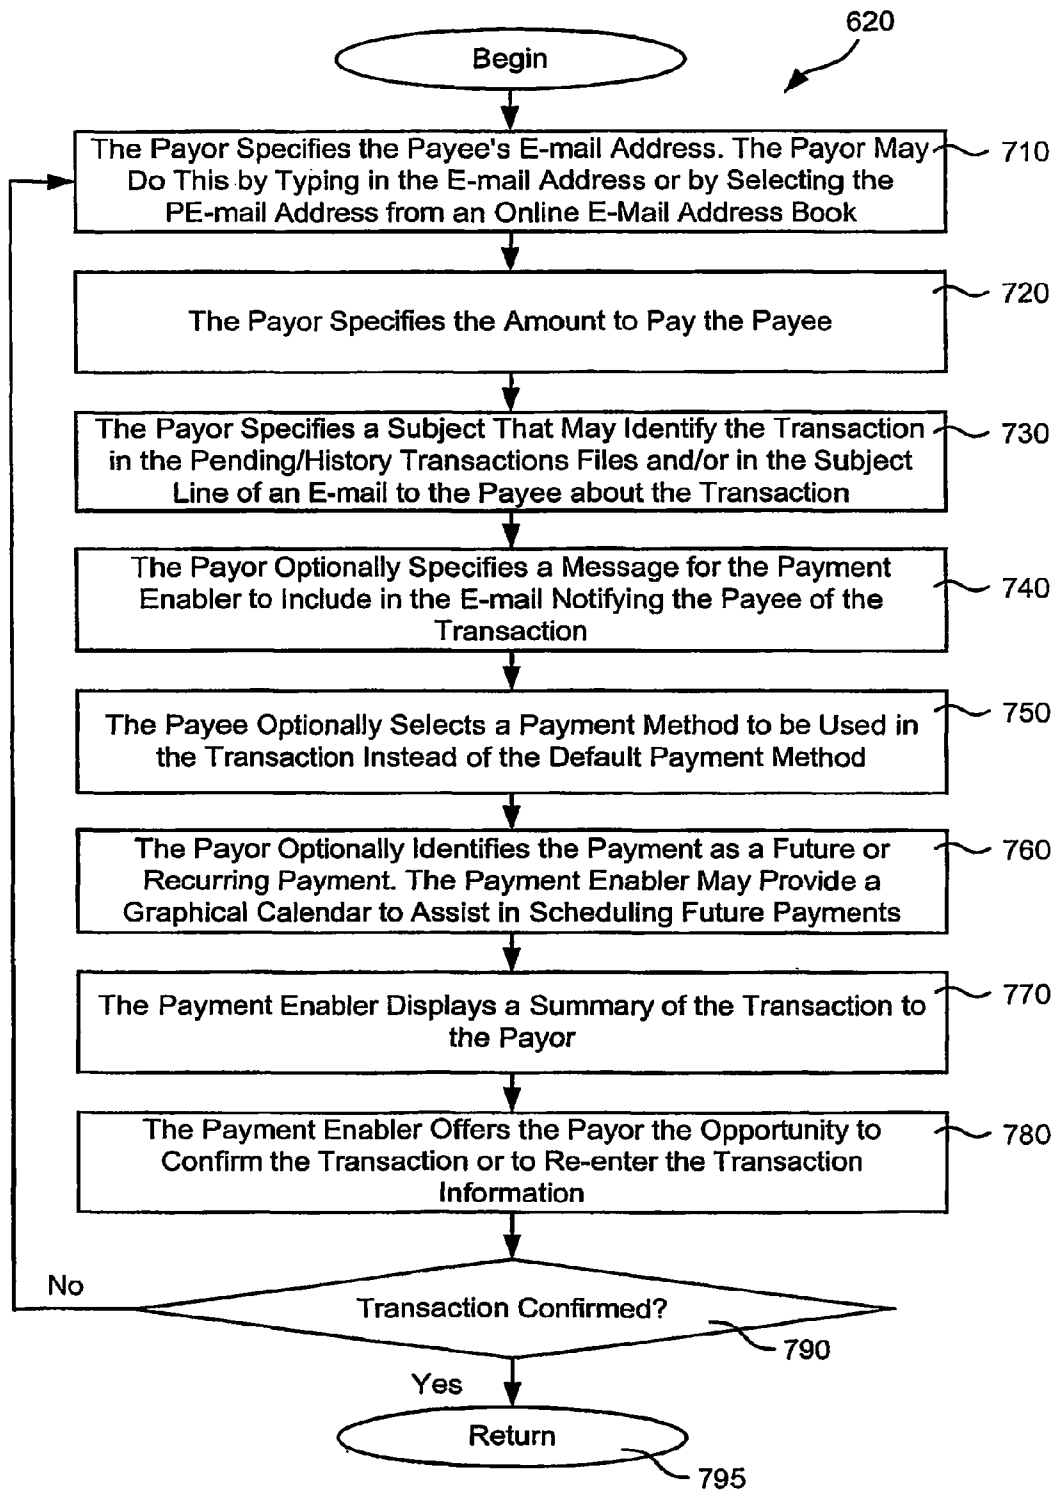 620
Begin
The Payor Specifies the Payee's E-mail Address. The Payor May
Do This by Typing in the E-mail Address or by Selecting the
PE-mail Address from an Online E-Mail Address Book
710
The Payor Specifies the Amount to Pay the Payee
720
The Payor Specifies a Subject That May Identify the Transaction
in the Pending/History Transactions Files and/or in the Subject
Line of an E-mail to the Payee about the Transaction
730
The Payor Optionally Specifies a Message for the Payment
Enabler to Include in the E-mail Notifying the Payee of the
Transaction
740
The Payee Optionally Selects a Payment Method to be Used in
the Transaction Instead of the Default Payment Method
750
The Payor Optionally Identifies the Payment as a Future or
Recurring Payment. The Payment Enabler May Provide a
Graphical Calendar to Assist in Scheduling Future Payments
760
The Payment Enabler Displays a Summary of the Transaction to
the Payor
770
The Payment Enabler Offers the Payor the Opportunity to
Confirm the Transaction or to Re-enter the Transaction
Information
780
No
Transaction Confirmed?
790
Yes
Return
795